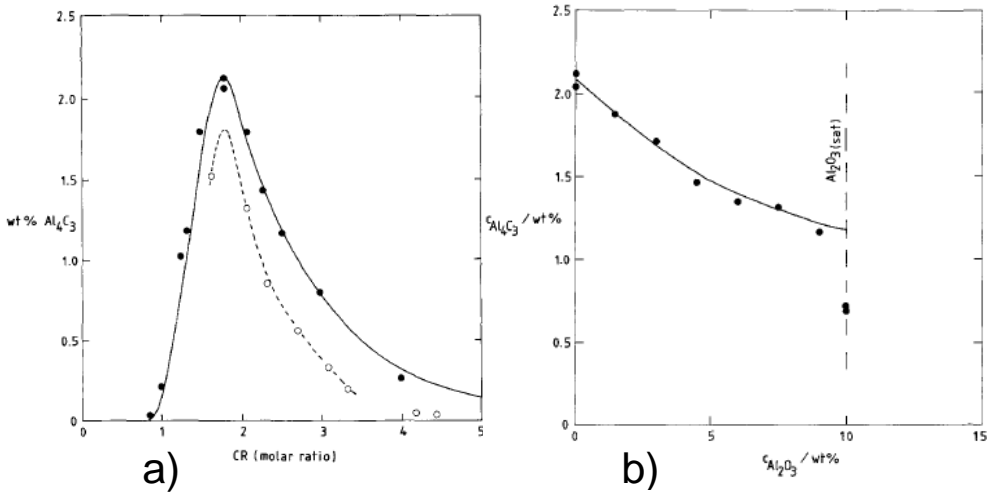 2.5
2.0
wt% Al₄C₃
1.5
1.0
0.5
0
0 1 2 3 4 5
CR (molar ratio)
a)
2.5
2.0
1.5
c Al₄C₃ / wt%
1.0
0.5
0
Al₂O₃(sat)
0 5 10 15
c Al₂O₃ / wt%
b)